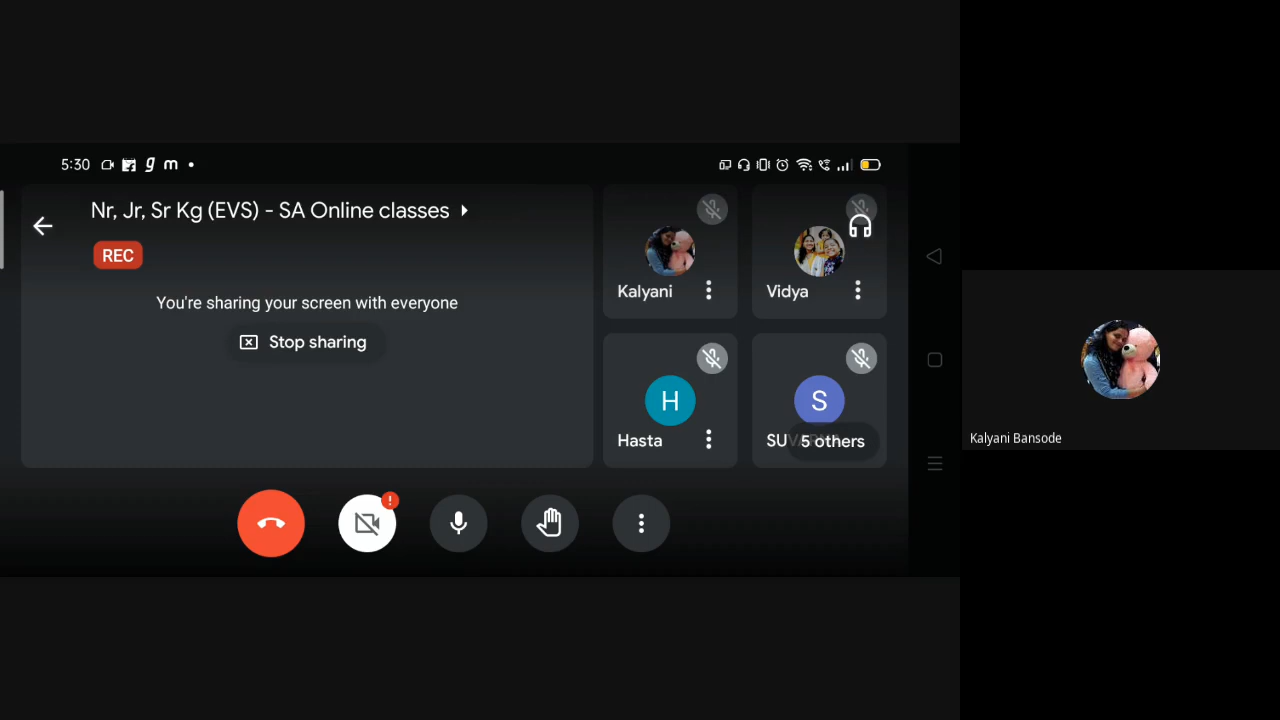 5:30
Nr, Jr, Sr Kg (EVS) - SA Online classes
REC
You're sharing your screen with everyone
Stop sharing
Kalyani
Vidya
H
Hasta
S
5 others
Kalyani Bansode